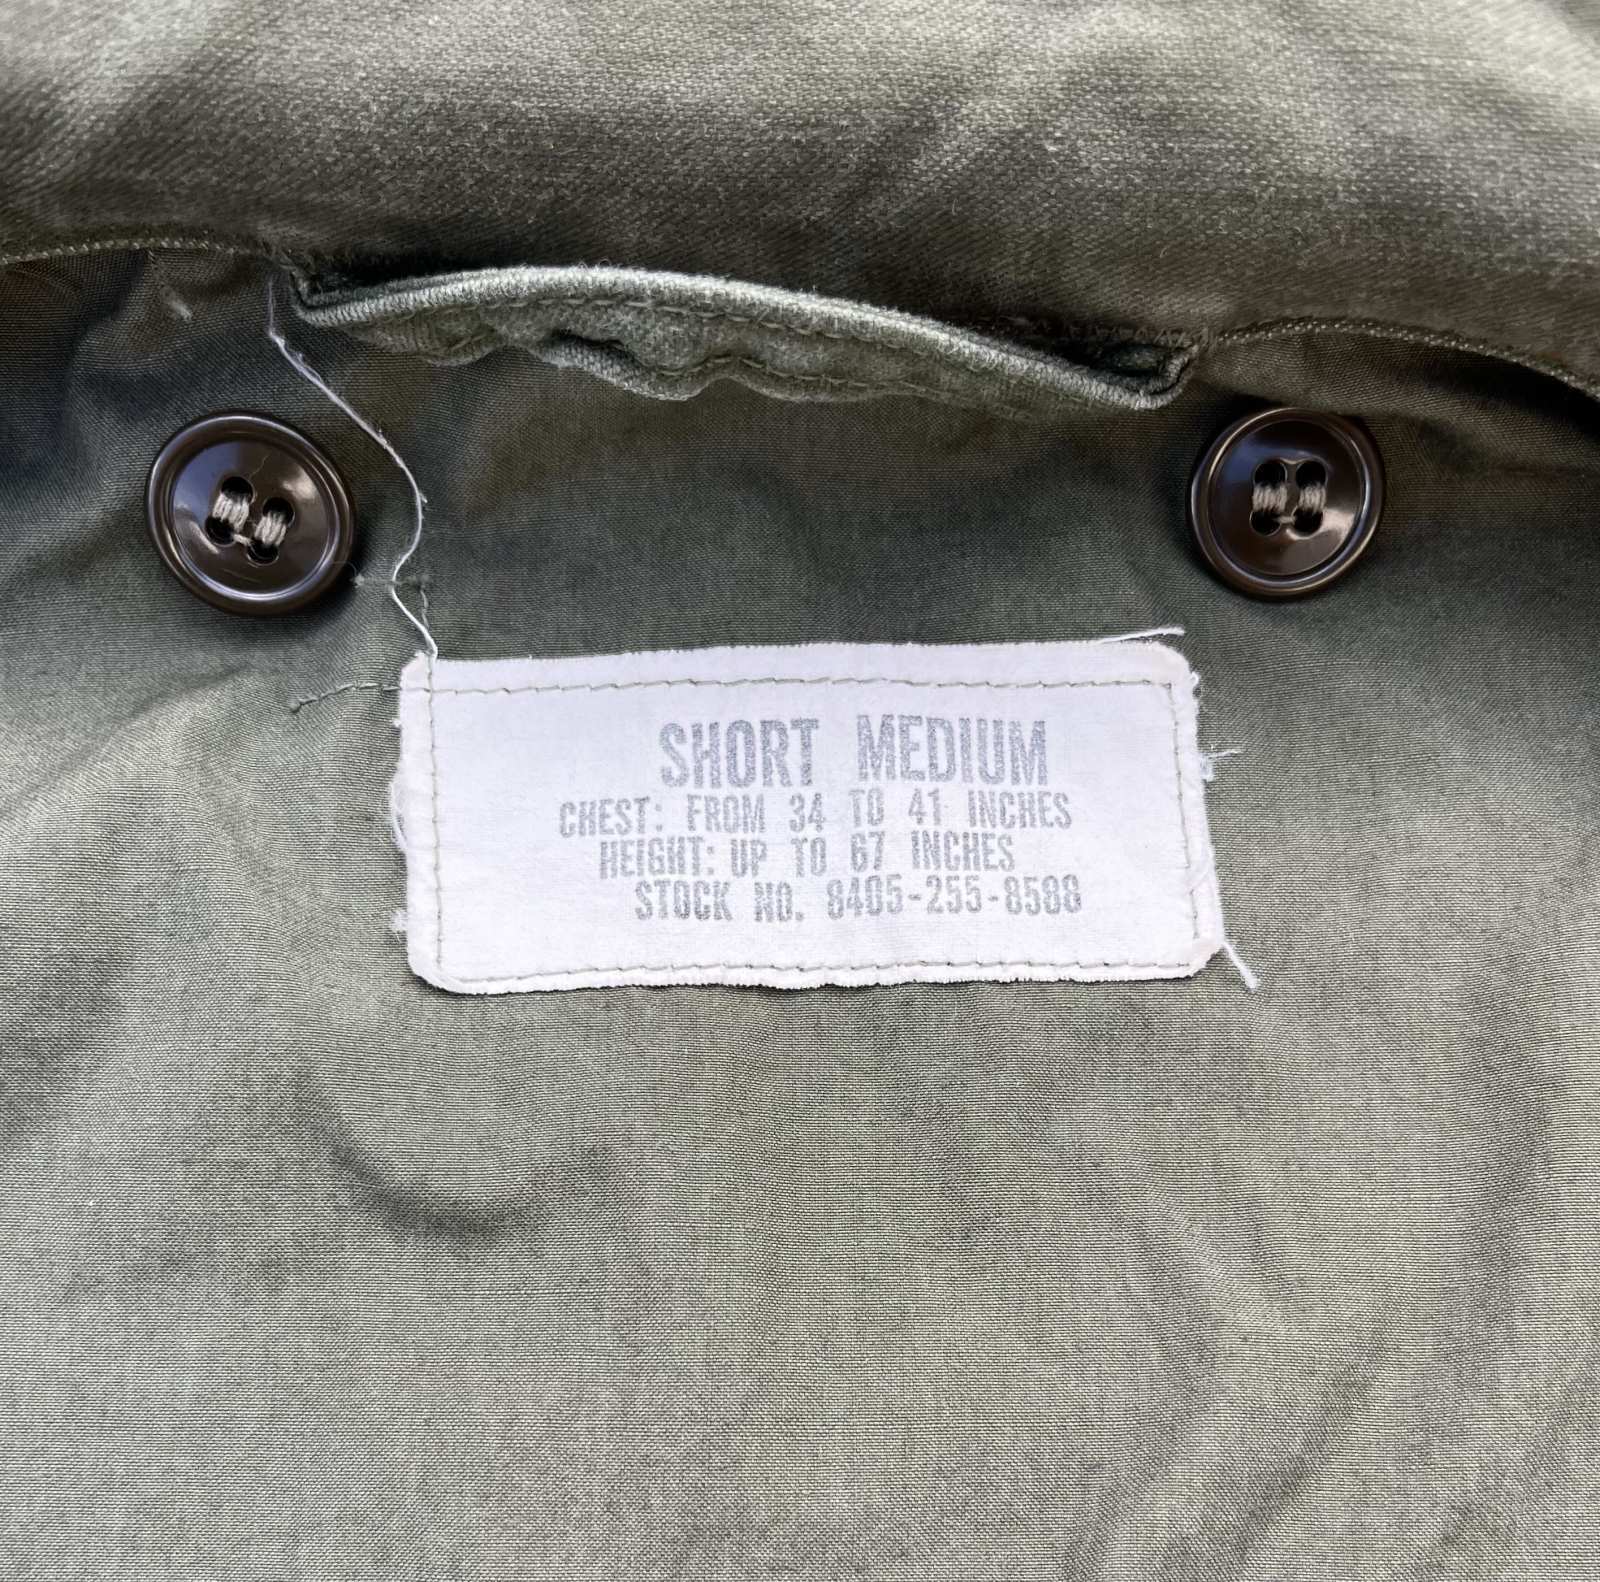 SHORT MEDIUM
CHEST: FROM 34 TO 41 INCHES
HEIGHT: UP TO 67 INCHES
STOCK NO. 8405-255-8588